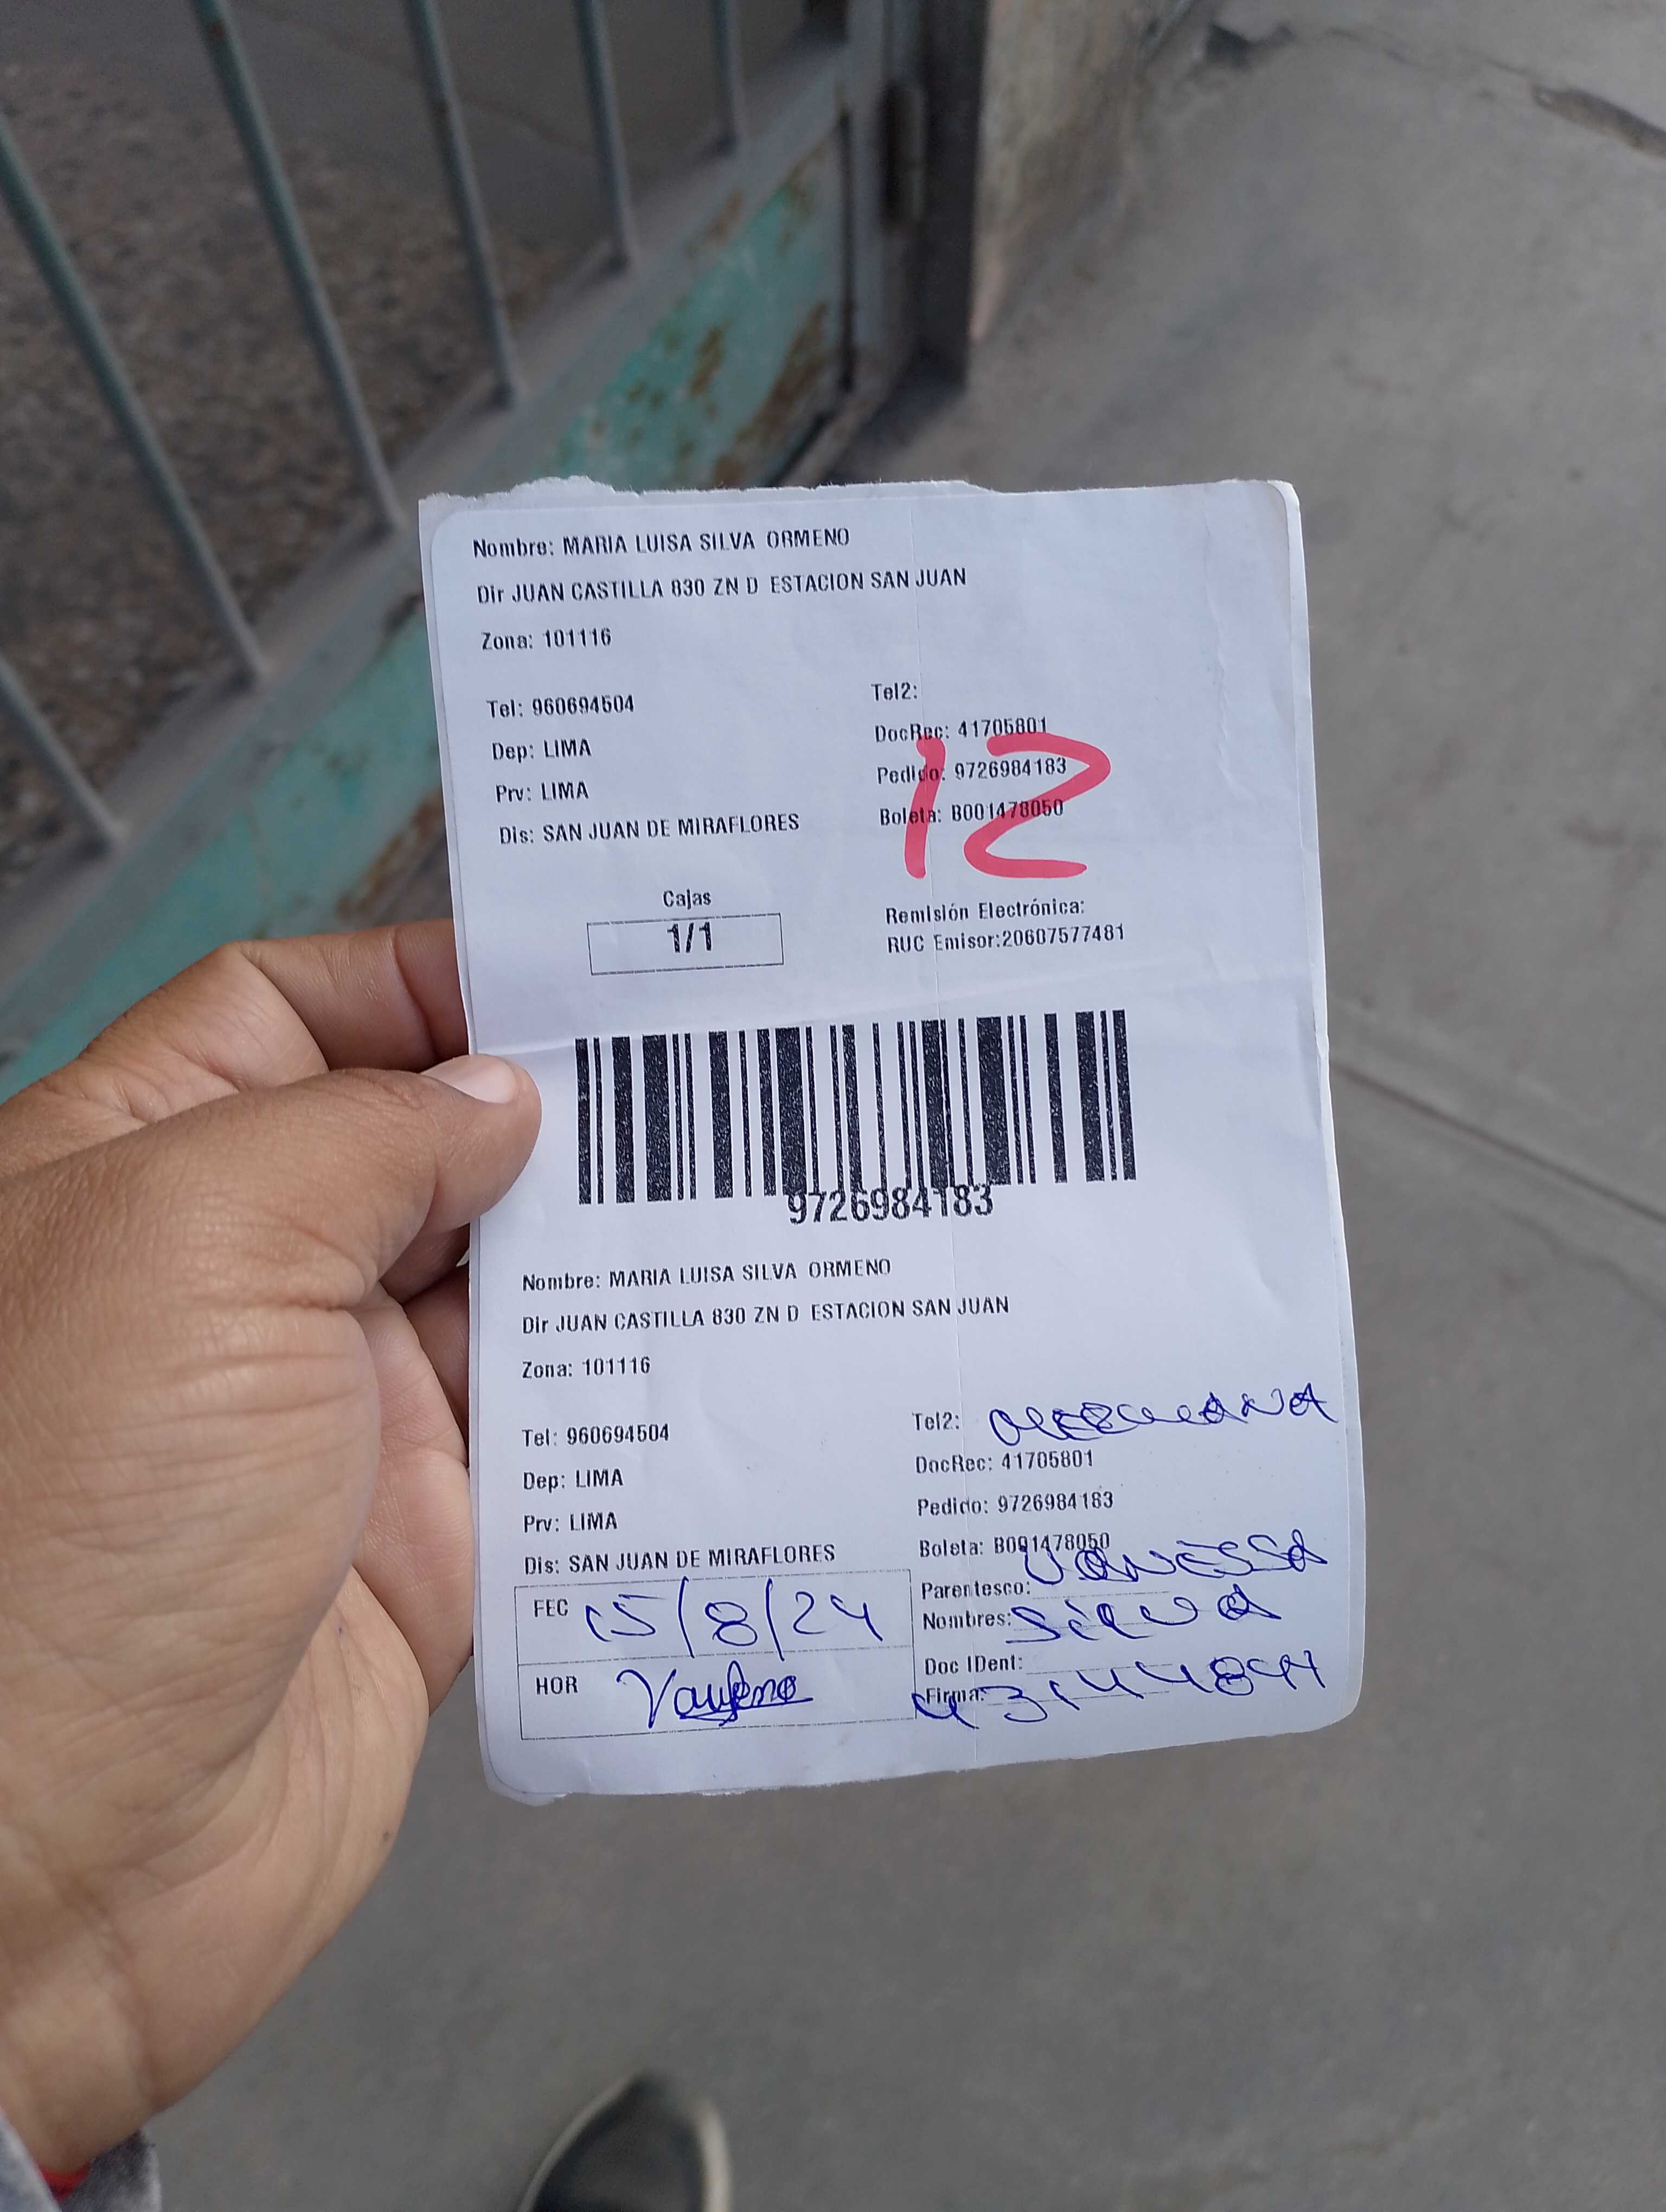 Nombre: MARIA LUISA SILVA ORMENO
Dir JUAN CASTILLA 830 ZN D ESTACION SAN JUAN
Zona: 101116
Tel: 960694504
Dep: LIMA
Prv: LIMA
Dis: SAN JUAN DE MIRAFLORES
Tel2:
DocRec: 41705801
Pedido: 9726984183
Boleta: B001478050
12
Cajas
1/1
Remisión Electrónica:
RUC Emisor:20607577481
9726984183
Nombre: MARIA LUISA SILVA ORMENO
Dir JUAN CASTILLA 830 ZN D ESTACION SAN JUAN
Zona: 101116
Tel: 960694504
Dep: LIMA
Prv: LIMA
Dis: SAN JUAN DE MIRAFLORES
Tel2:
DocRec: 41705801
Pedido: 9726984183
Boleta: B001478050
VANESSA
Parentesco:
Nombres: SILVA
Doc IDent:
Firma:
FEC 15/8/24
HOR